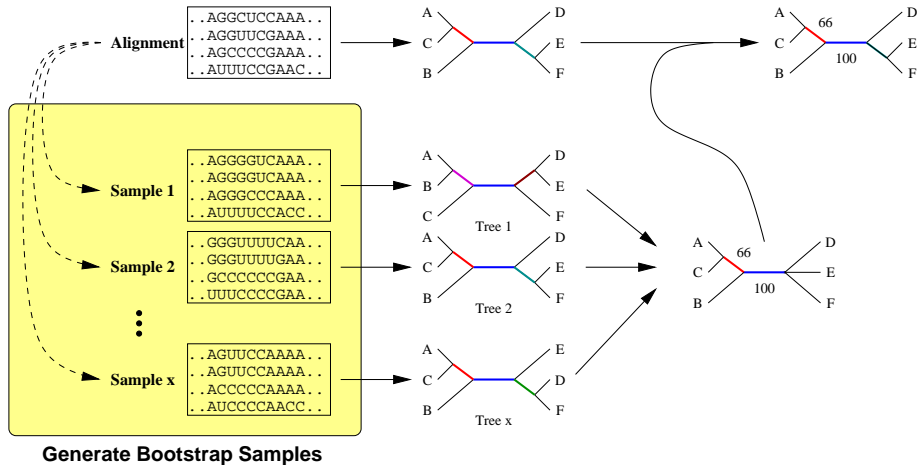 Alignment
..AGGCUCCAAA..
..AGGUUCGAAA..
..AGCCCCGAAA..
..AUUUCCGAAC..
A
C
B
D
E
F
A
66
C
B
100
D
E
F
Sample 1
..AGGGGUCAAA..
..AGGGGUCAAA..
..AGGGCCCAAA..
..AUUUUCCACC..
A
B
C
D
E
F
Tree 1
Sample 2
..GGGUUUUCAA..
..GGGUUUUGAA..
..GCCCCCCGAA..
..UUUCCCCGAA..
A
C
B
D
E
F
Tree 2
A
66
C
B
100
D
E
F
Sample x
..AGUUCCAAAA..
..AGUUCCAAAA..
..ACCCCCAAAA..
..AUCCCCAACC..
A
C
B
E
D
F
Tree x
Generate Bootstrap Samples